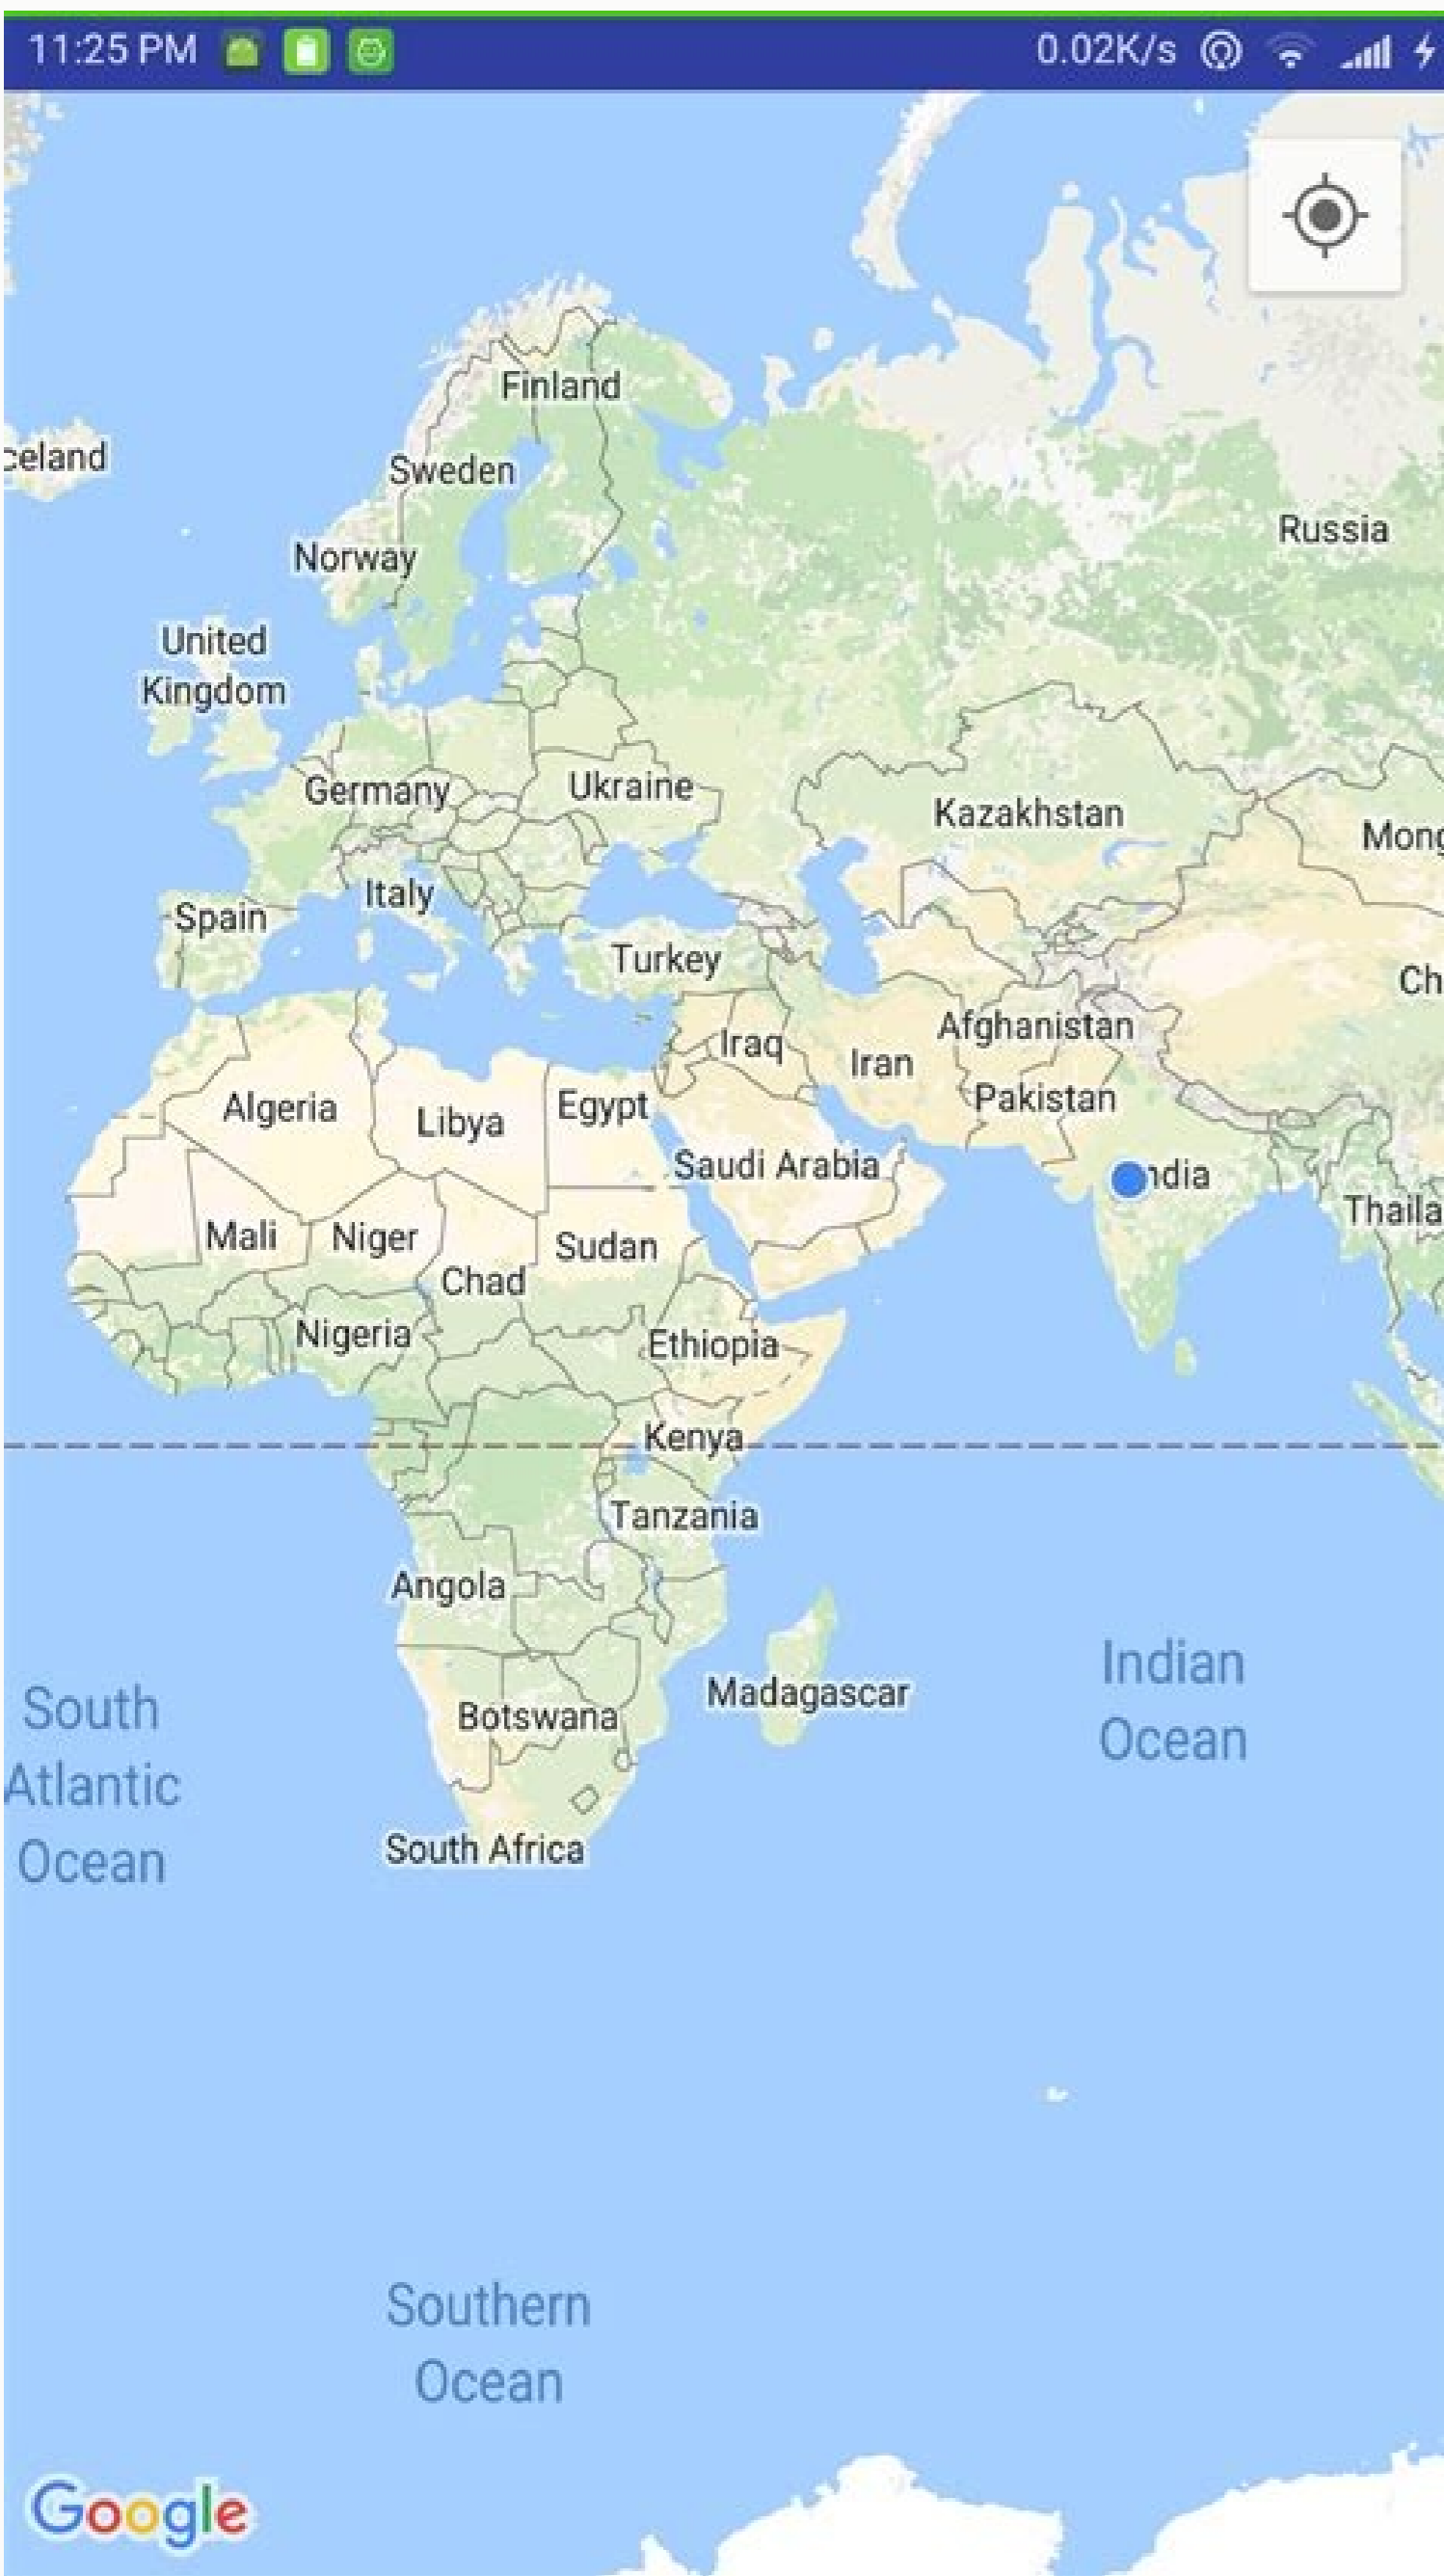 11:25 PM 0.02K/s
Finland
celand
Sweden
Russia
Norway
United
Kingdom
Germany
Ukraine
Kazakhstan
Mong
Italy
Spain
Turkey
Ch
Afghanistan
Iraq
Iran
Pakistan
Algeria
Libya
Egypt
Saudi Arabia
ndia
Thaila
Mali
Niger
Sudan
Chad
Nigeria
Ethiopia
Kenya
Tanzania
Angola
Indian
Ocean
Madagascar
South
Atlantic
Ocean
Botswana
South Africa
Southern
Ocean
Google